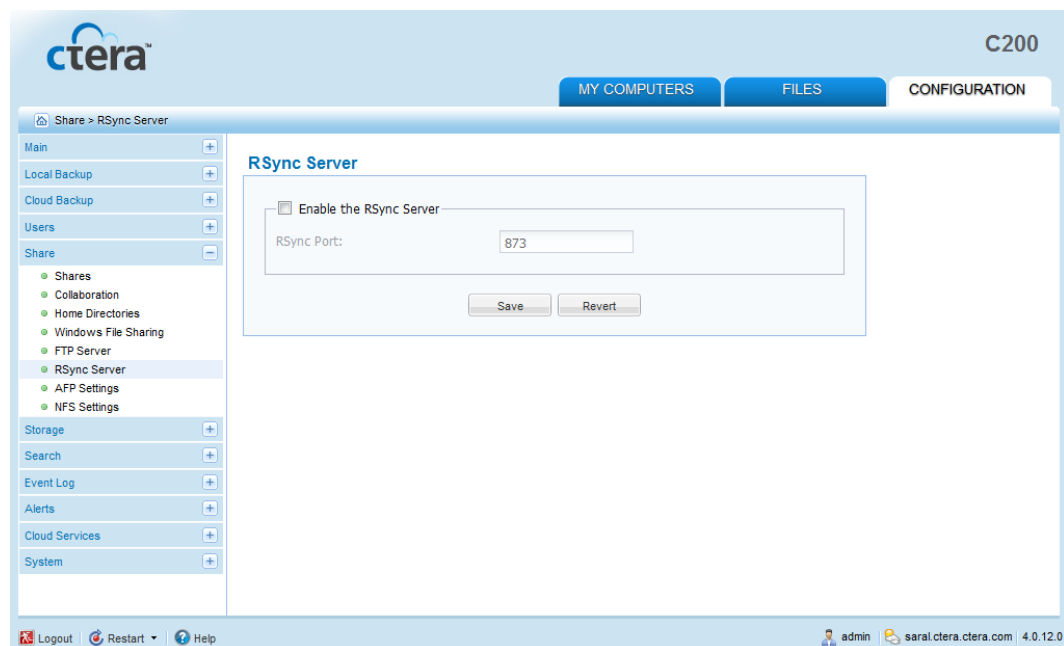 ctera™
C200
MY COMPUTERS
FILES
CONFIGURATION
Share > RSync Server
Main
Local Backup
Cloud Backup
Users
Share
Shares
Collaboration
Home Directories
Windows File Sharing
FTP Server
RSync Server
AFP Settings
NFS Settings
Storage
Search
Event Log
Alerts
Cloud Services
System
RSync Server
Enable the RSync Server
RSync Port: 873
Save Revert
Logout Restart Help admin saral.ctera.ctera.com 4.0.12.0